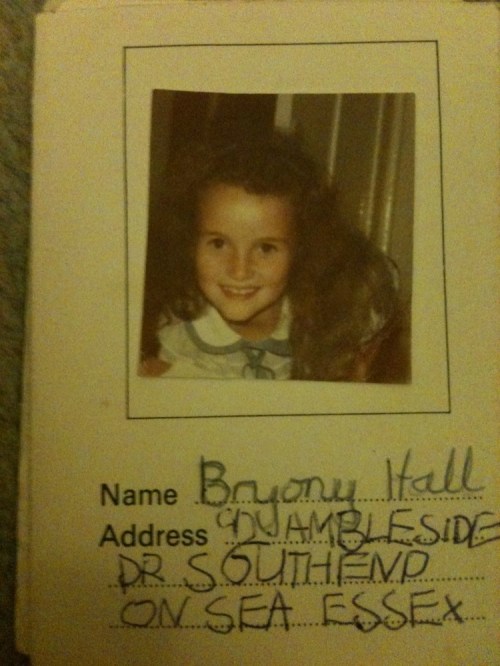 Name Bryony Hall
Address AMBLESIDE
DR SOUTHEND
ON SEA ESSEX